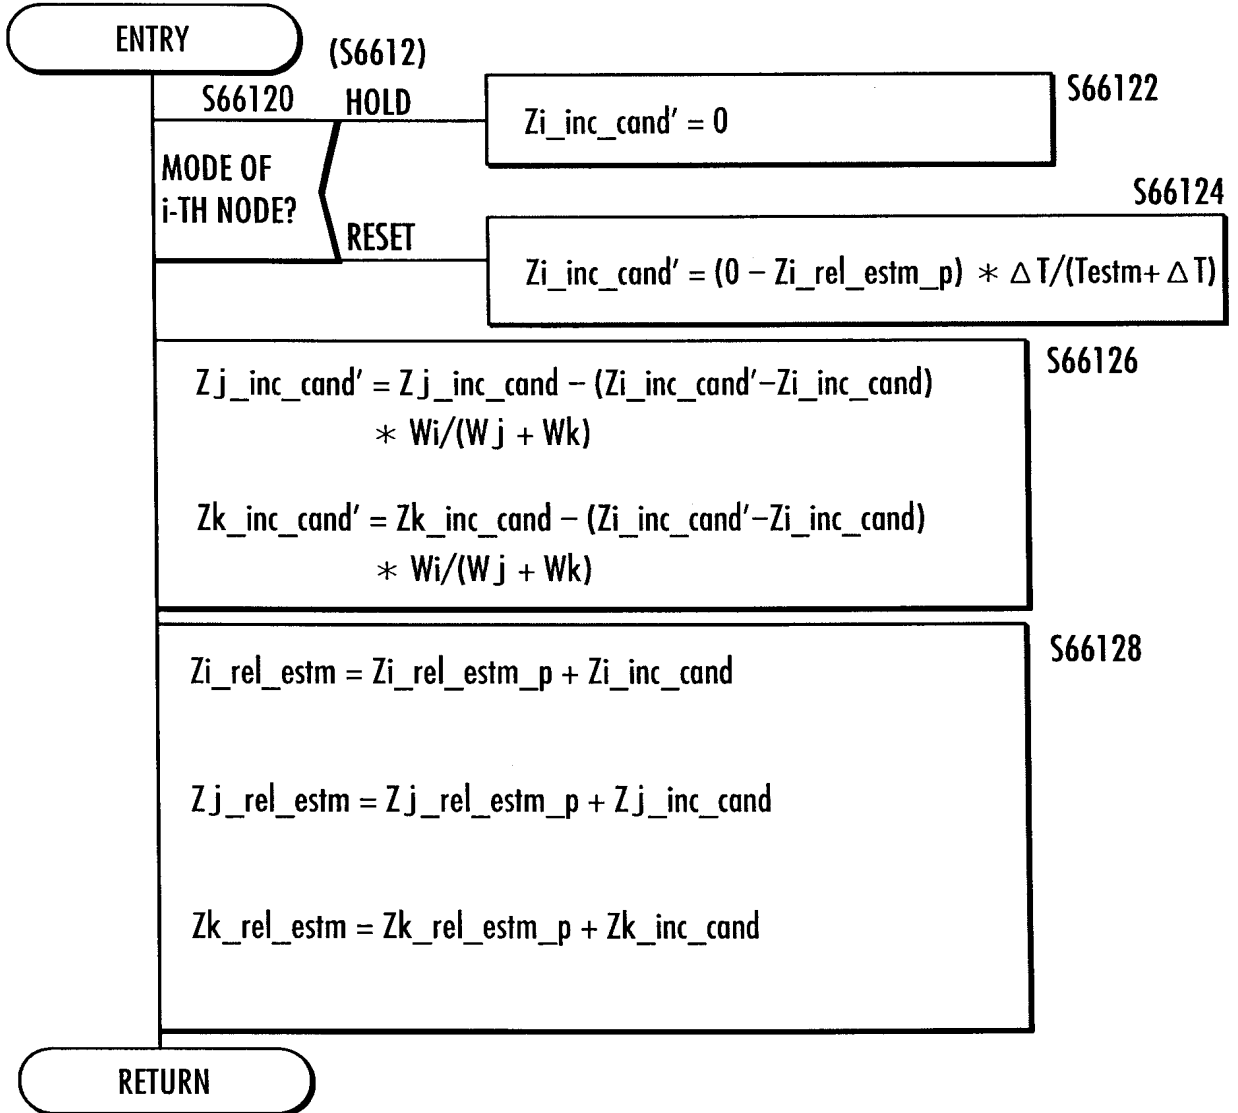 ENTRY
(S6612)
S66120
HOLD
S66122
Zi_inc_cand′ = 0
MODE OF
i-TH NODE?
S66124
RESET
Zi_inc_cand′ = (0 – Zi_rel_estm_p) * ΔT/(Testm+ ΔT)
S66126
Zj_inc_cand′ = Zj_inc_cand – (Zi_inc_cand′–Zi_inc_cand)
* Wi/(Wj + Wk)
Zk_inc_cand′ = Zk_inc_cand – (Zi_inc_cand′–Zi_inc_cand)
* Wi/(Wj + Wk)
S66128
Zi_rel_estm = Zi_rel_estm_p + Zi_inc_cand
Zj_rel_estm = Zj_rel_estm_p + Zj_inc_cand
Zk_rel_estm = Zk_rel_estm_p + Zk_inc_cand
RETURN